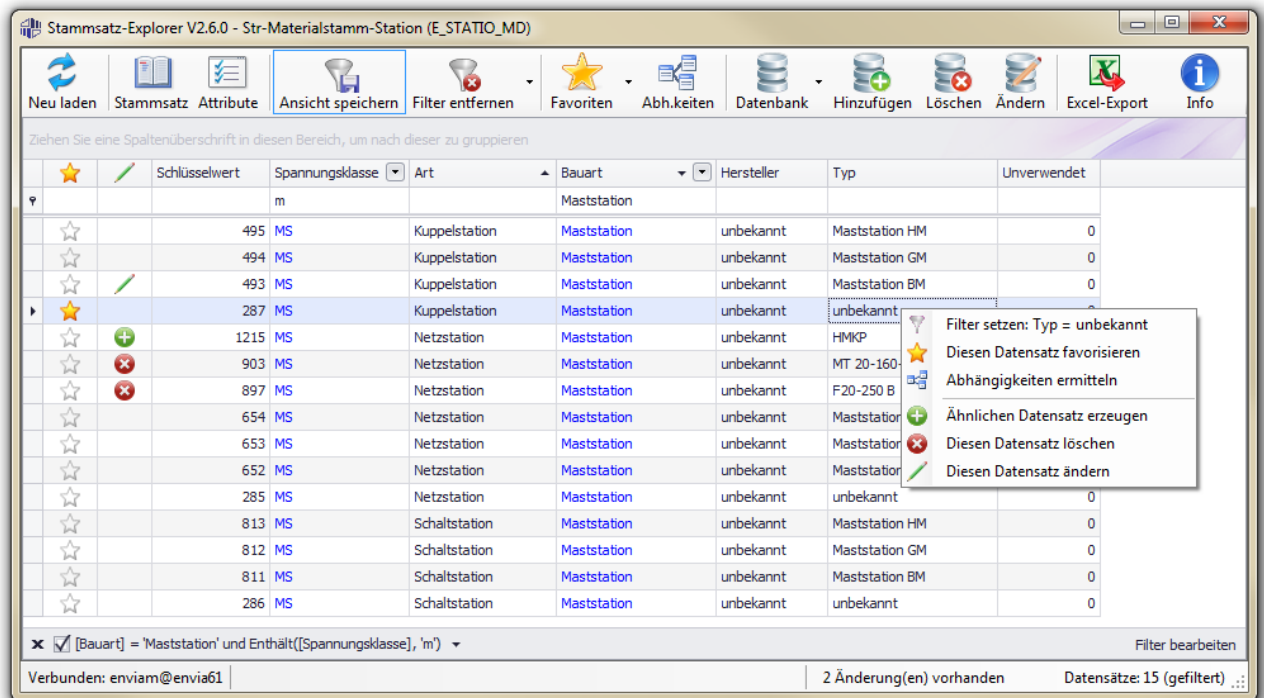 Stammsatz-Explorer V2.6.0 - Str-Materialstamm-Station (E_STATIO_MD)
Neu laden Stammsatz Attribute Ansicht speichern Filter entfernen Favoriten Abh.keiten Datenbank Hinzufügen Löschen Ändern Excel-Export Info
Ziehen Sie eine Spaltenüberschrift in diesen Bereich, um nach dieser zu gruppieren
Schlüsselwert Spannungsklasse Art Bauart Hersteller Typ Unverwendet
m Maststation
495 MS Kuppelstation Maststation unbekannt Maststation HM 0
494 MS Kuppelstation Maststation unbekannt Maststation GM 0
493 MS Kuppelstation Maststation unbekannt Maststation BM 0
287 MS Kuppelstation Maststation unbekannt unbekannt
1215 MS Netzstation Maststation unbekannt HMKP
903 MS Netzstation Maststation unbekannt MT 20-160-
897 MS Netzstation Maststation unbekannt F20-250 B
654 MS Netzstation Maststation unbekannt Maststation
653 MS Netzstation Maststation unbekannt Maststation
652 MS Netzstation Maststation unbekannt Maststation
285 MS Netzstation Maststation unbekannt unbekannt 0
813 MS Schaltstation Maststation unbekannt Maststation HM 0
812 MS Schaltstation Maststation unbekannt Maststation GM 0
811 MS Schaltstation Maststation unbekannt Maststation BM 0
286 MS Schaltstation Maststation unbekannt unbekannt 0
Filter setzen: Typ = unbekannt
Diesen Datensatz favorisieren
Abhängigkeiten ermitteln
Ähnlichen Datensatz erzeugen
Diesen Datensatz löschen
Diesen Datensatz ändern
[Bauart] = 'Maststation' und Enthält([Spannungsklasse], 'm') Filter bearbeiten
Verbunden: enviam@envia61 2 Änderung(en) vorhanden Datensätze: 15 (gefiltert)